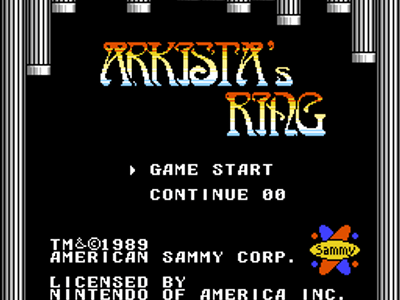 ARKISTA's
RING
GAME START
CONTINUE 00
TM&©1989
AMERICAN SAMMY CORP.
Sammy
LICENSED BY
NINTENDO OF AMERICA INC.